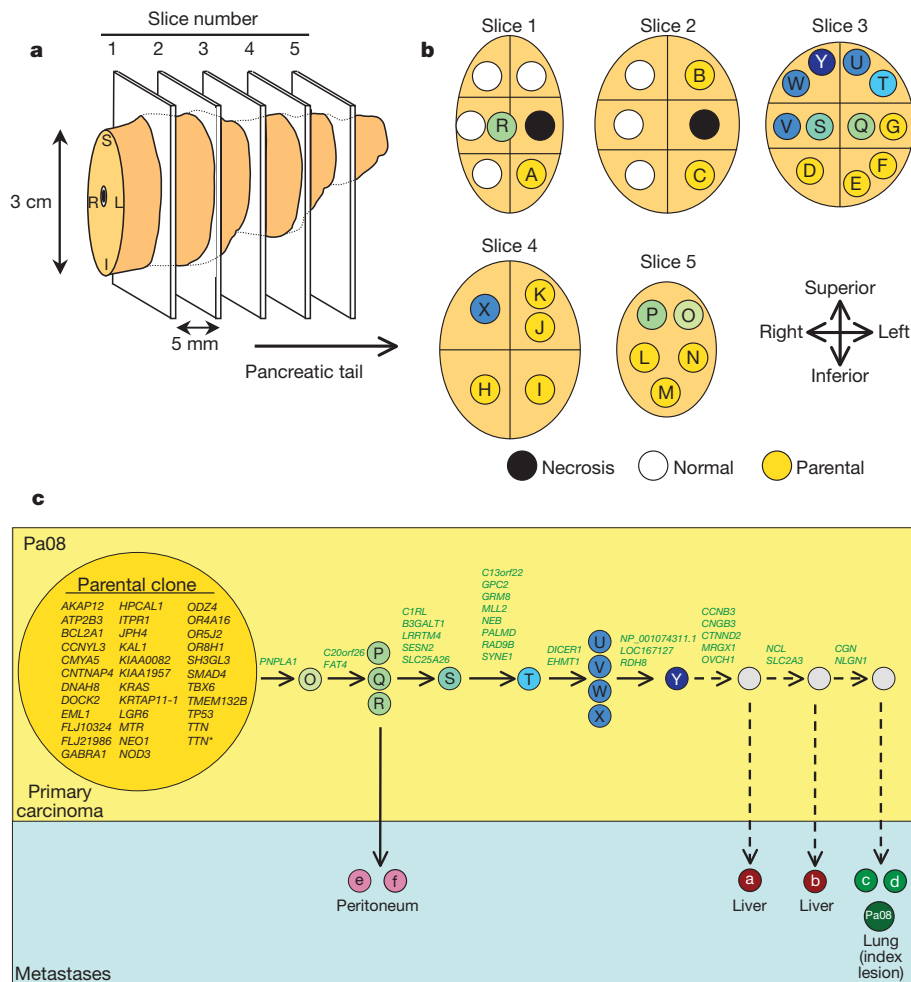 a
Slice number
1 2 3 4 5
S
R L
I
3 cm
5 mm
Pancreatic tail
b
Slice 1
R
A
Slice 2
B
C
Slice 3
Y U
W T
V S Q G
D E F
Slice 4
X K
J
H I
Slice 5
P O
L N
M
Superior
Right Left
Inferior
Necrosis Normal Parental
c
Pa08
Parental clone
AKAP12 HPCAL1 ODZ4
ATP2B3 ITPR1 OR4A16
BCL2A1 JPH4 OR5J2
CCNYL3 KAL1 OR8H1
CMYA5 KIAA0082 SH3GL3
CNTNAP4 KIAA1957 SMAD4
DNAH8 KRAS TBX6
DOCK2 KRTAP11-1 TMEM132B
EML1 LGR6 TP53
FLJ10324 MTR TTN
FLJ21986 NEO1 TTN*
GABRA1 NOD3
PNPLA1
O
C20orf26
FAT4
P
Q
R
C1RL
B3GALT1
LRRTM4
SESN2
SLC25A26
S
C13orf22
GPC2
GRM8
MLL2
NEB
PALMD
RAD9B
SYNE1
T
DICER1
EHMT1
U
V
W
X
NP_001074311.1
LOC167127
RDH8
Y
CCNB3
CNGB3
CTNND2
MRGX1
OVCH1
NCL
SLC2A3
CGN
NLGN1
Primary
carcinoma
e f
Peritoneum
a
Liver
b
Liver
c d
Pa08
Lung
(index
lesion)
Metastases